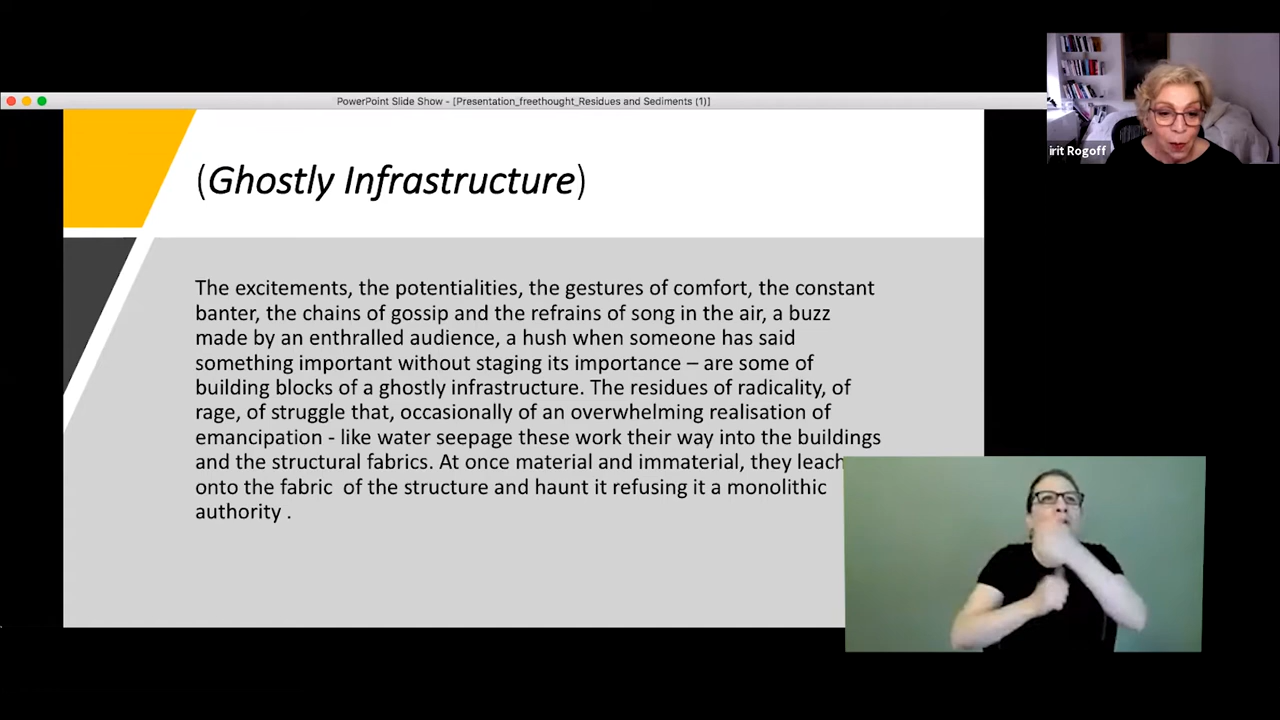 PowerPoint Slide Show - [Presentation_freethought_Residues and Sediments (1)]
irit Rogoff
(Ghostly Infrastructure)
The excitements, the potentialities, the gestures of comfort, the constant
banter, the chains of gossip and the refrains of song in the air, a buzz
made by an enthralled audience, a hush when someone has said
something important without staging its importance – are some of
building blocks of a ghostly infrastructure. The residues of radicality, of
rage, of struggle that, occasionally of an overwhelming realisation of
emancipation - like water seepage these work their way into the buildings
and the structural fabrics. At once material and immaterial, they leach
onto the fabric  of the structure and haunt it refusing it a monolithic
authority .